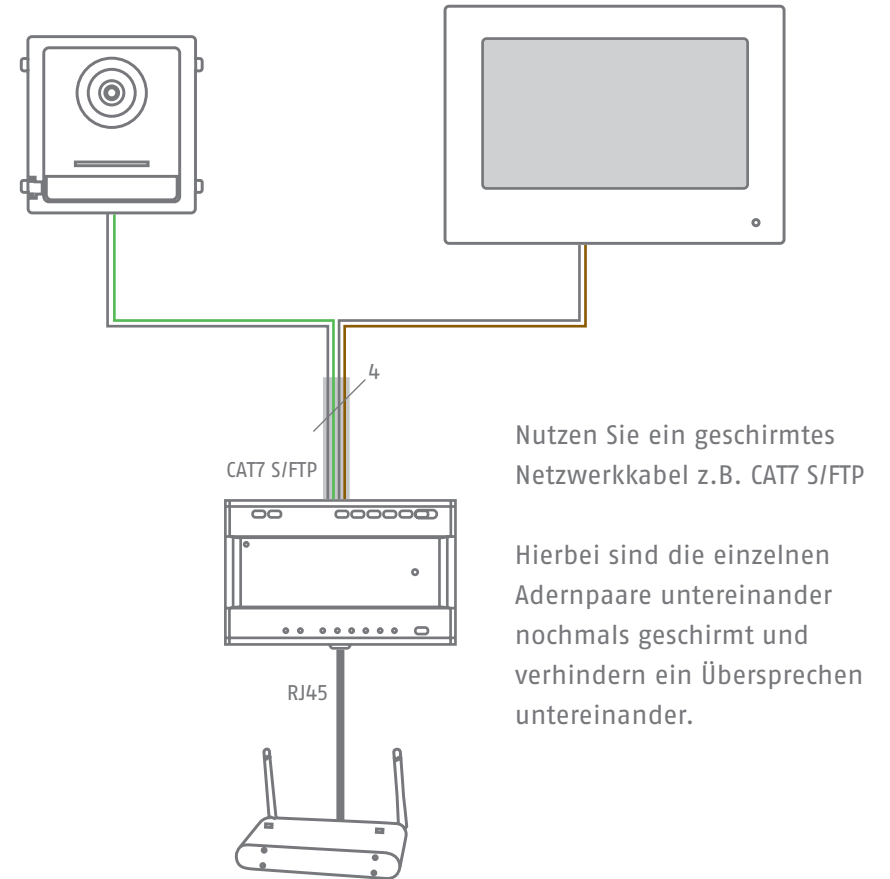 4
CAT7 S/FTP
Nutzen Sie ein geschirmtes
Netzwerkkabel z.B. CAT7 S/FTP
Hierbei sind die einzelnen
Adernpaare untereinander
nochmals geschirmt und
verhindern ein Übersprechen
untereinander.
RJ45